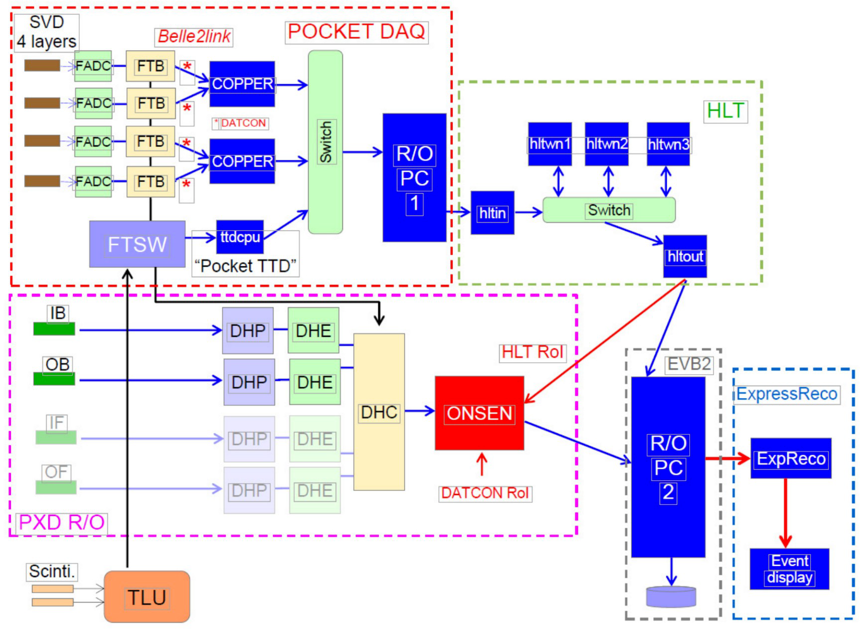 SVD
4 layers
Belle2link
POCKET DAQ
FADC
FTB
*
COPPER
FADC
FTB
*
* DATCON
FADC
FTB
*
COPPER
FADC
FTB
*
Switch
R/O
PC
1
FTSW
ttdcpu
“Pocket TTD”
HLT
hltwn1
hltwn2
hltwn3
hltin
Switch
hltout
IB
DHP
DHE
OB
DHP
DHE
IF
DHP
DHE
OF
DHP
DHE
DHC
HLT RoI
ONSEN
DATCON RoI
PXD R/O
EVB2
R/O
PC
2
ExpressReco
ExpReco
Event
display
Scinti.
TLU